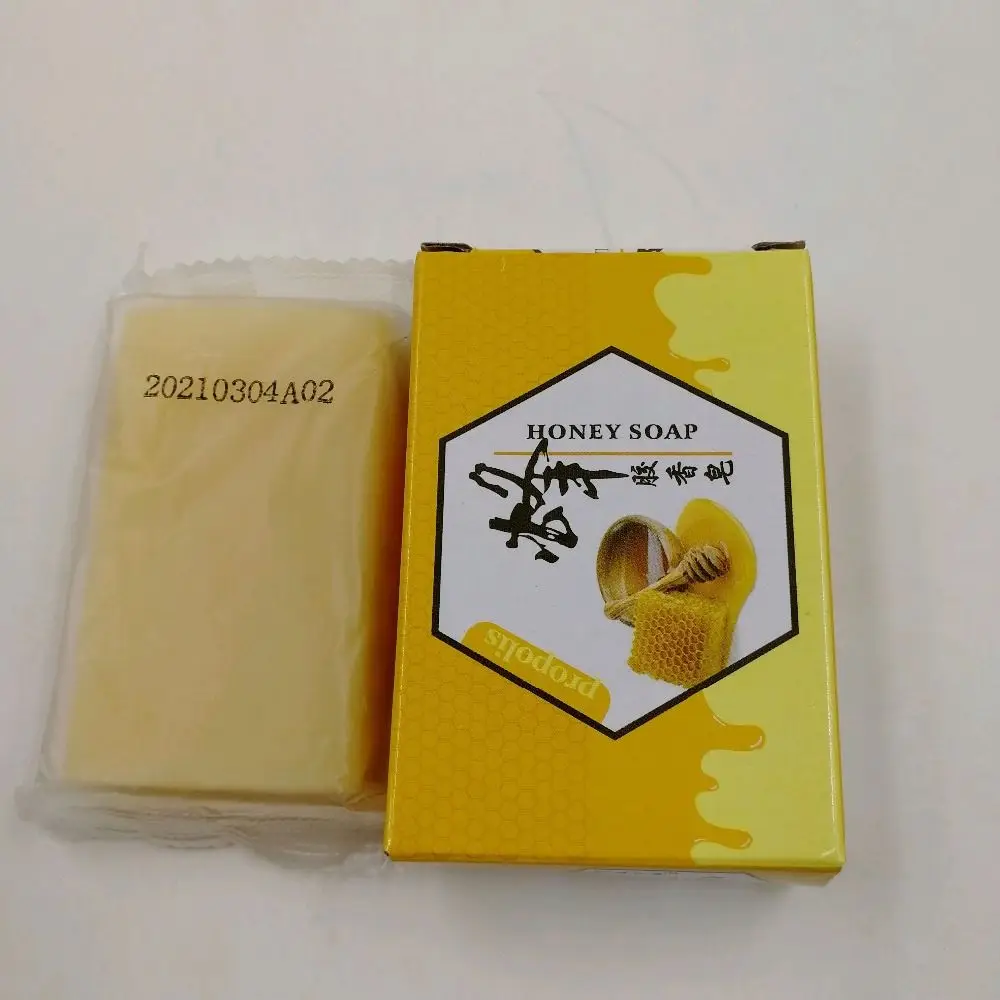 20210304A02
HONEY SOAP
蜂胶香皂
propolis